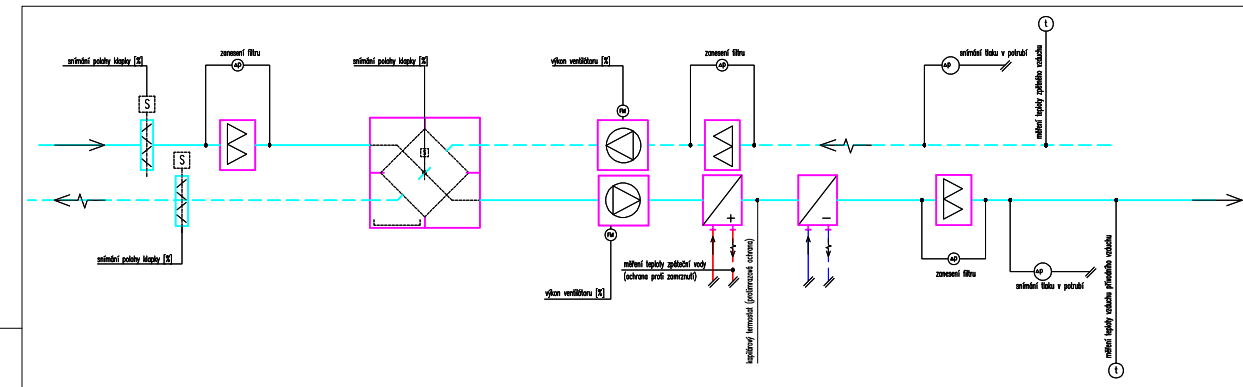 t
snímání polohy klapky [%]
zanesení filtru
Δp
snímání polohy klapky [%]
výkon ventilátoru [%]
zanesení filtru
Δp
snímání tlaku v potrubí
Δp
měření teploty zpětného vzduchu
S
FM
S
S
+
−
FM
snímání polohy klapky [%]
měření teploty zpáteční vody
(ochrana proti zamrznutí)
výkon ventilátoru [%]
kapilárový termostat (protimrazová ochrana)
Δp
zanesení filtru
Δp
snímání tlaku v potrubí
měření teploty přívodního vzduchu
t